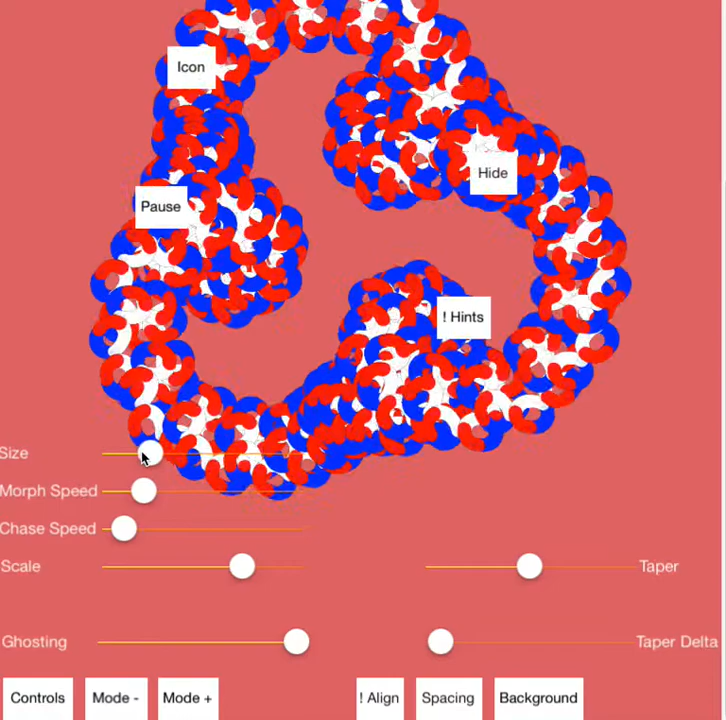 Icon
Hide
Pause
! Hints
Size
Morph Speed
Chase Speed
Scale
Taper
Ghosting
Taper Delta
Controls
Mode -
Mode +
! Align
Spacing
Background